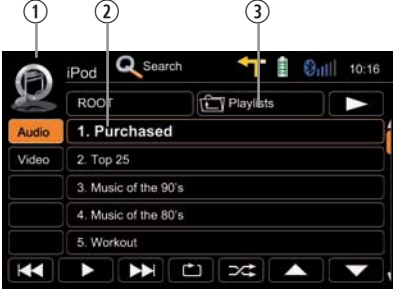 1 2 3
iPod Search 10:16
ROOT Playlists
Audio 1. Purchased
Video 2. Top 25
3. Music of the 90's
4. Music of the 80's
5. Workout